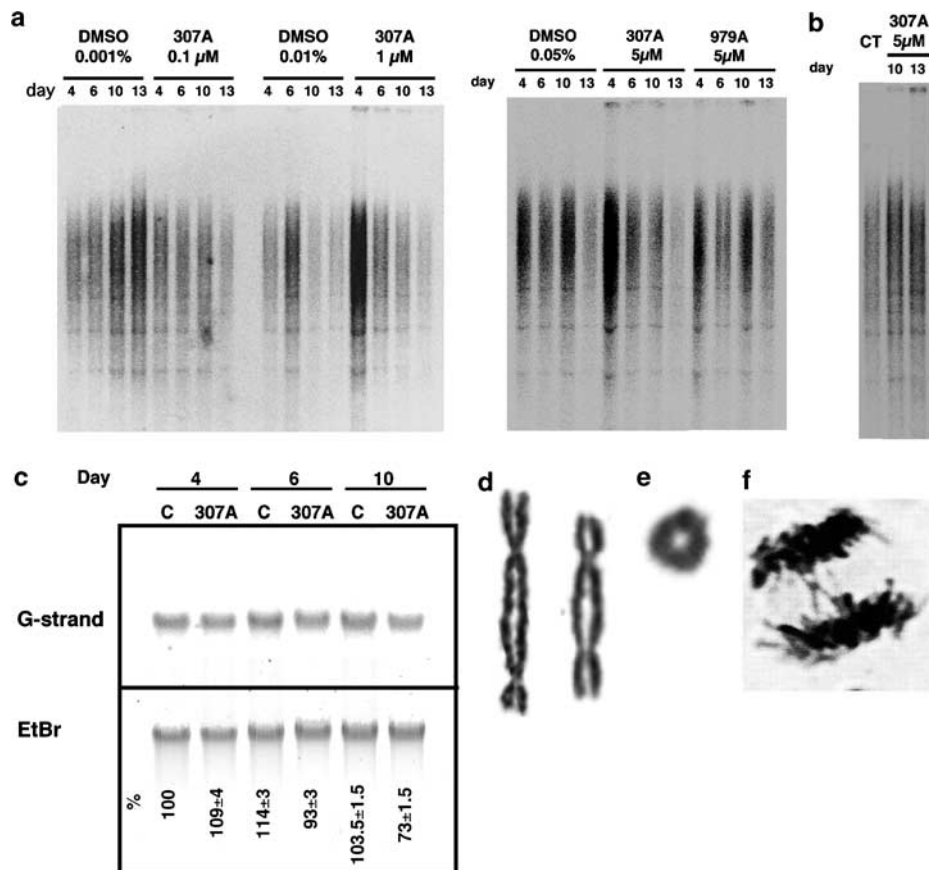 a
DMSO 307A DMSO 307A
0.001% 0.1 µM 0.01% 1 µM
day 4 6 10 13 4 6 10 13 4 6 10 13 4 6 10 13
DMSO 307A 979A
0.05% 5µM 5µM
day 4 6 10 13 4 6 10 13 4 6 10 13
b
307A
CT 5µM
day 10 13
c Day 4 6 10
C 307A C 307A C 307A
G-strand
EtBr
% 100 109±4 114±3 93±3 103.5±1.5 73±1.5
d
e
f